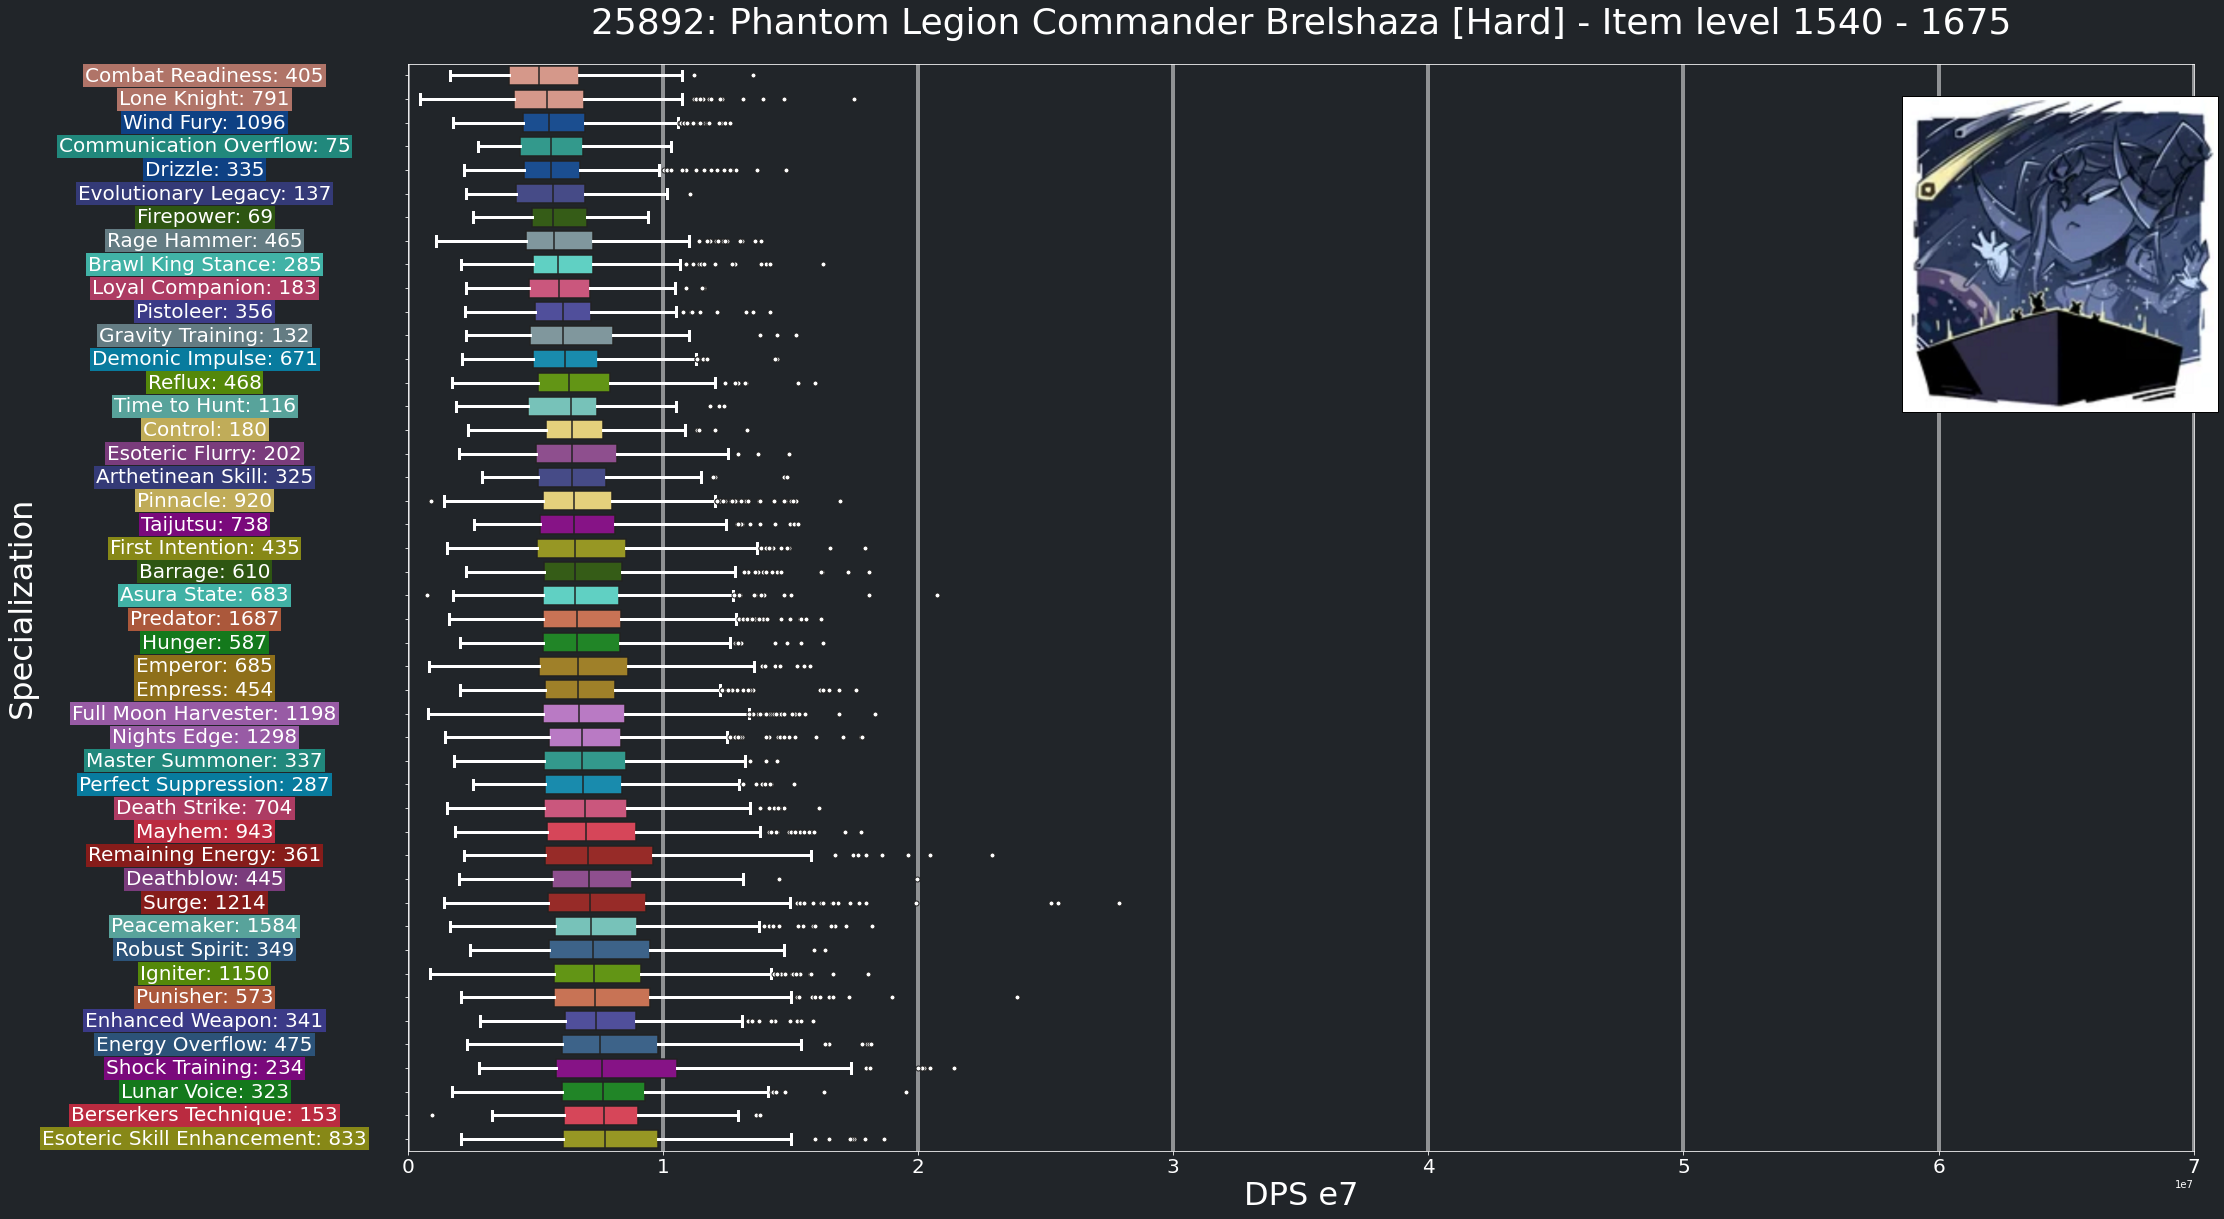 25892: Phantom Legion Commander Brelshaza [Hard] - Item level 1540 - 1675
Combat Readiness: 405
Lone Knight: 791
Wind Fury: 1096
Communication Overflow: 75
Drizzle: 335
Evolutionary Legacy: 137
Firepower: 69
Rage Hammer: 465
Brawl King Stance: 285
Loyal Companion: 183
Pistoleer: 356
Gravity Training: 132
Demonic Impulse: 671
Reflux: 468
Time to Hunt: 116
Control: 180
Esoteric Flurry: 202
Arthetinean Skill: 325
Pinnacle: 920
Taijutsu: 738
First Intention: 435
Barrage: 610
Asura State: 683
Predator: 1687
Hunger: 587
Emperor: 685
Empress: 454
Full Moon Harvester: 1198
Nights Edge: 1298
Master Summoner: 337
Perfect Suppression: 287
Death Strike: 704
Mayhem: 943
Remaining Energy: 361
Deathblow: 445
Surge: 1214
Peacemaker: 1584
Robust Spirit: 349
Igniter: 1150
Punisher: 573
Enhanced Weapon: 341
Energy Overflow: 475
Shock Training: 234
Lunar Voice: 323
Berserkers Technique: 153
Esoteric Skill Enhancement: 833
Specialization
0 1 2 3 4 5 6 7
1e7
DPS e7